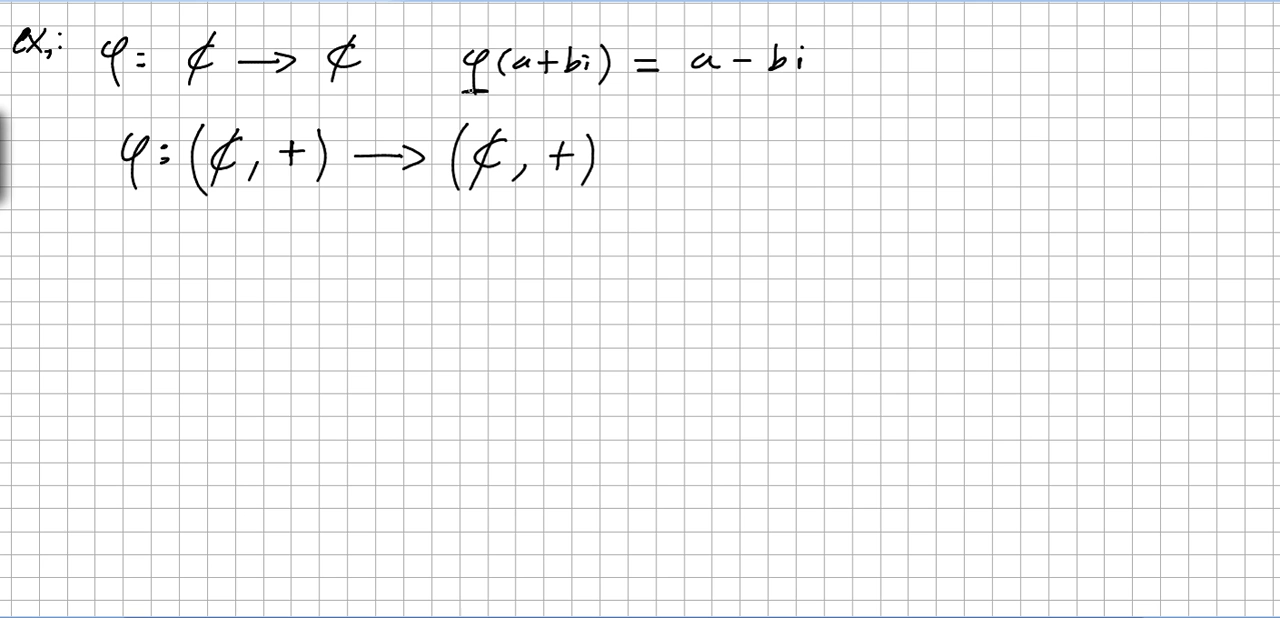 ex,: φ: ℂ → ℂ φ(a+bi) = a - bi
φ: (ℂ, +) → (ℂ, +)